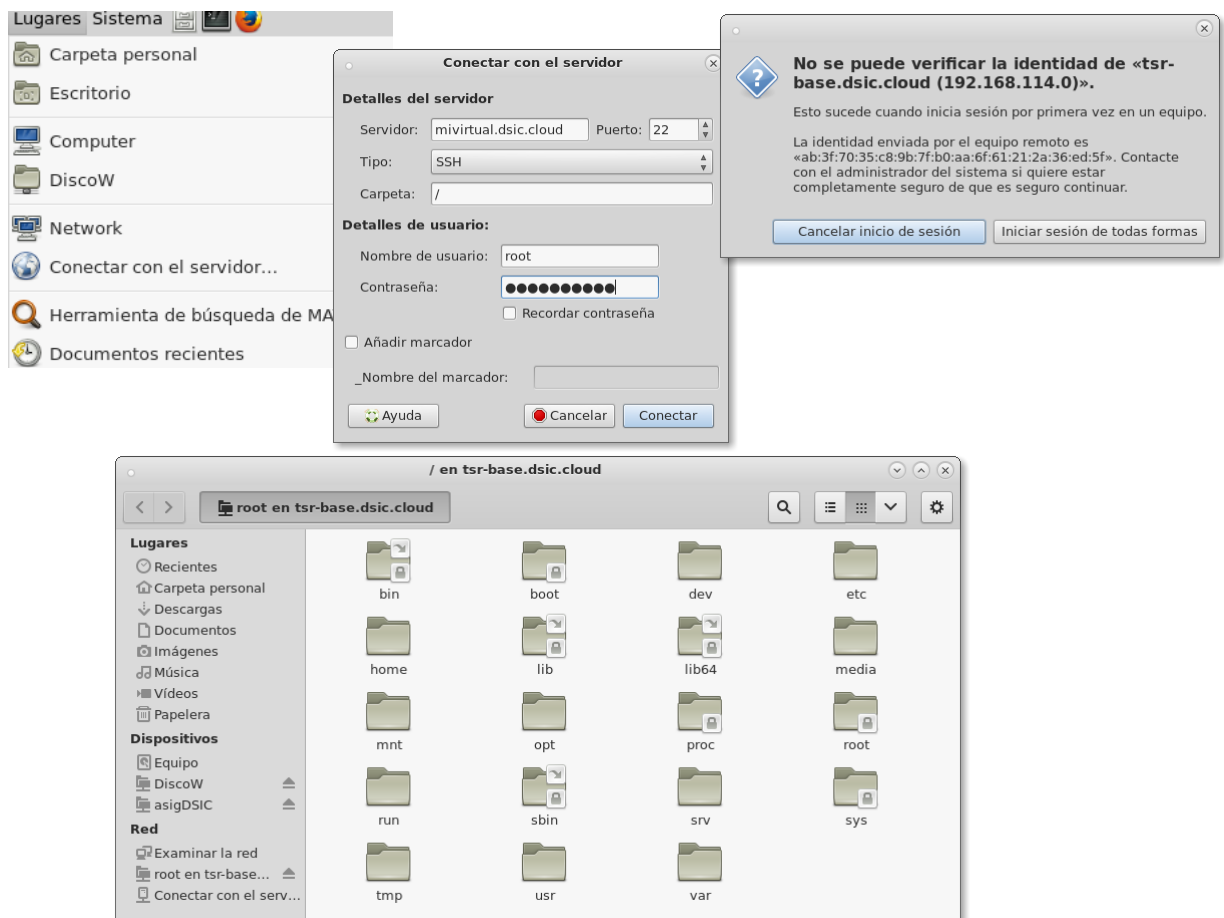 Lugares Sistema
Carpeta personal
Escritorio
Computer
DiscoW
Network
Conectar con el servidor...
Herramienta de búsqueda de MA
Documentos recientes
Conectar con el servidor
Detalles del servidor
Servidor: mivirtual.dsic.cloud Puerto: 22
Tipo: SSH
Carpeta: /
Detalles de usuario:
Nombre de usuario: root
Contraseña: ●●●●●●●●●●
Recordar contraseña
Añadir marcador
_Nombre del marcador:
Ayuda Cancelar Conectar
No se puede verificar la identidad de «tsr-
base.dsic.cloud (192.168.114.0)».
Esto sucede cuando inicia sesión por primera vez en un equipo.
La identidad enviada por el equipo remoto es
«ab:3f:70:35:c8:9b:7f:b0:aa:6f:61:21:2a:36:ed:5f». Contacte
con el administrador del sistema si quiere estar
completamente seguro de que es seguro continuar.
Cancelar inicio de sesión Iniciar sesión de todas formas
/ en tsr-base.dsic.cloud
root en tsr-base.dsic.cloud
Lugares
Recientes
Carpeta personal
Descargas
Documentos
Imágenes
Música
Vídeos
Papelera
Dispositivos
Equipo
DiscoW
asigDSIC
Red
Examinar la red
root en tsr-base...
Conectar con el serv...
bin boot dev etc
home lib lib64 media
mnt opt proc root
run sbin srv sys
tmp usr var